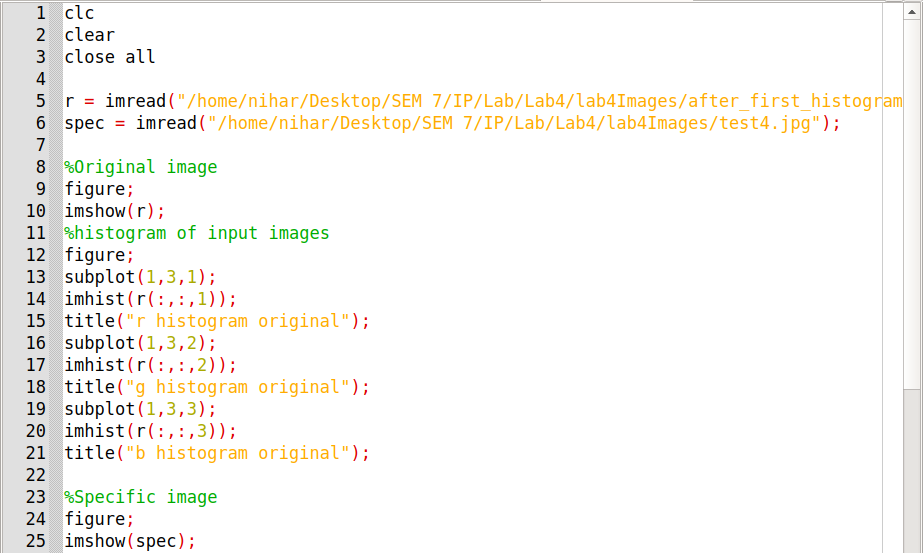 1 clc
2 clear
3 close all
4
5 r = imread("/home/nihar/Desktop/SEM 7/IP/Lab/Lab4/lab4Images/after_first_histogram
6 spec = imread("/home/nihar/Desktop/SEM 7/IP/Lab/Lab4/lab4Images/test4.jpg");
7
8 %Original image
9 figure;
10 imshow(r);
11 %histogram of input images
12 figure;
13 subplot(1,3,1);
14 imhist(r(:,:,1));
15 title("r histogram original");
16 subplot(1,3,2);
17 imhist(r(:,:,2));
18 title("g histogram original");
19 subplot(1,3,3);
20 imhist(r(:,:,3));
21 title("b histogram original");
22
23 %Specific image
24 figure;
25 imshow(spec);